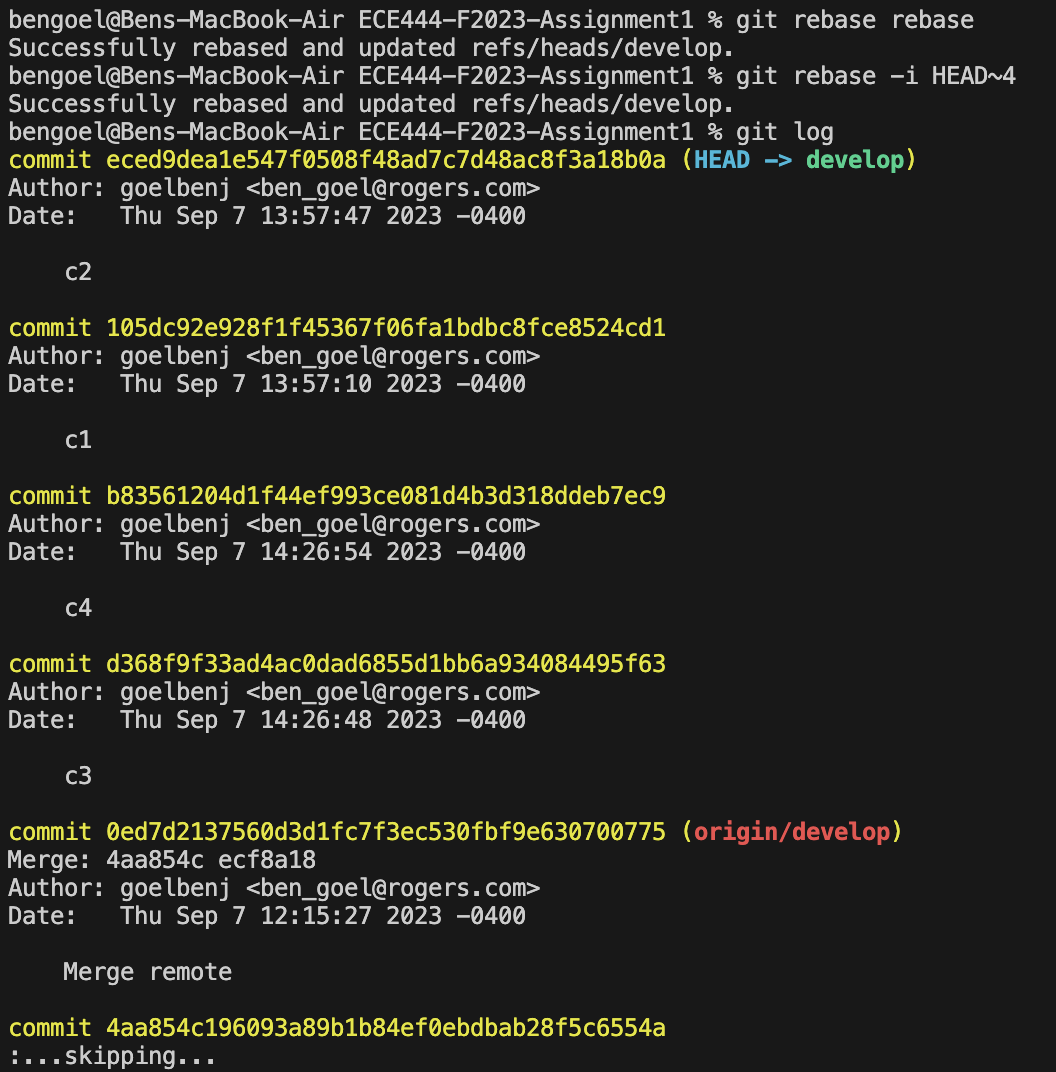 bengoel@Bens-MacBook-Air ECE444-F2023-Assignment1 % git rebase rebase
Successfully rebased and updated refs/heads/develop.
bengoel@Bens-MacBook-Air ECE444-F2023-Assignment1 % git rebase -i HEAD~4
Successfully rebased and updated refs/heads/develop.
bengoel@Bens-MacBook-Air ECE444-F2023-Assignment1 % git log
commit eced9dea1e547f0508f48ad7c7d48ac8f3a18b0a (HEAD -> develop)
Author: goelbenj <ben_goel@rogers.com>
Date:   Thu Sep 7 13:57:47 2023 -0400
    c2
commit 105dc92e928f1f45367f06fa1bdbc8fce8524cd1
Author: goelbenj <ben_goel@rogers.com>
Date:   Thu Sep 7 13:57:10 2023 -0400
    c1
commit b83561204d1f44ef993ce081d4b3d318ddeb7ec9
Author: goelbenj <ben_goel@rogers.com>
Date:   Thu Sep 7 14:26:54 2023 -0400
    c4
commit d368f9f33ad4ac0dad6855d1bb6a934084495f63
Author: goelbenj <ben_goel@rogers.com>
Date:   Thu Sep 7 14:26:48 2023 -0400
    c3
commit 0ed7d2137560d3d1fc7f3ec530fbf9e630700775 (origin/develop)
Merge: 4aa854c ecf8a18
Author: goelbenj <ben_goel@rogers.com>
Date:   Thu Sep 7 12:15:27 2023 -0400
    Merge remote
commit 4aa854c196093a89b1b84ef0ebdbab28f5c6554a
:...skipping...